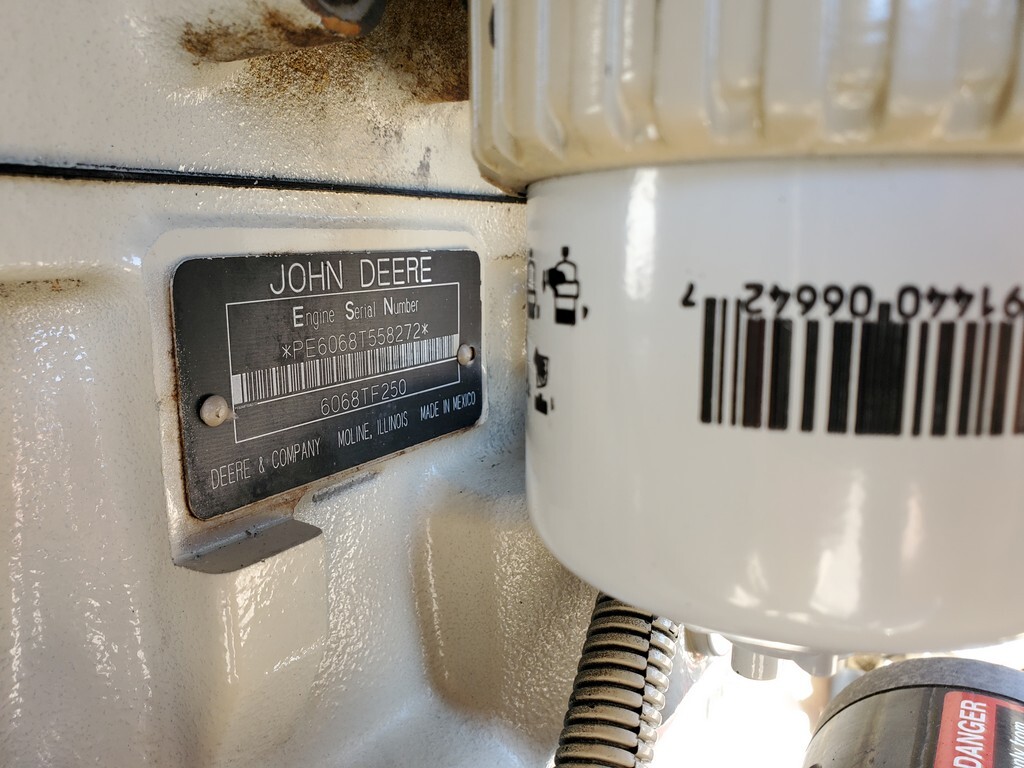 JOHN DEERE
Engine Serial Number
*PE6068T558272*
6068TF250
DEERE & COMPANY MOLINE, ILLINOIS MADE IN MEXICO
91440 06642 7
DANGER